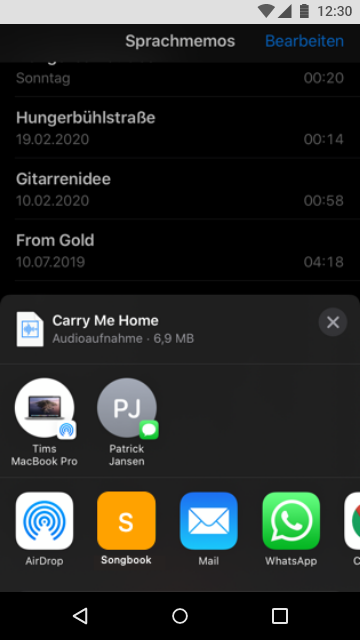 12:30
Sprachmemos
Bearbeiten
Sonntag
00:20
Hungerbühlstraße
19.02.2020
00:14
Gitarrenidee
10.02.2020
00:58
From Gold
10.07.2019
04:18
Carry Me Home
Audioaufnahme · 6,9 MB
PJ
Tims
MacBook Pro
Patrick
Jansen
S
AirDrop
Songbook
Mail
WhatsApp